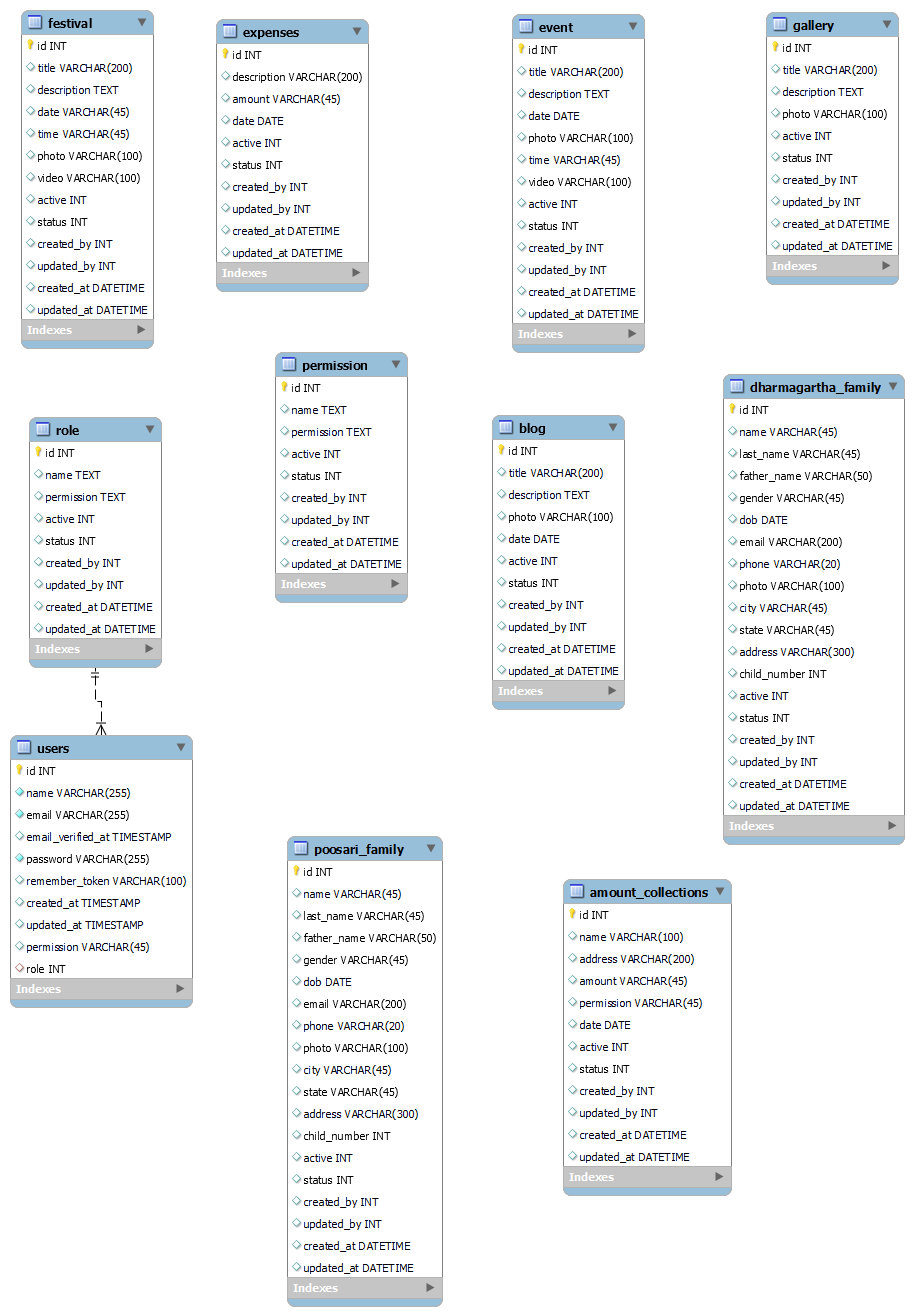 festival
id INT
title VARCHAR(200)
description TEXT
date VARCHAR(45)
time VARCHAR(45)
photo VARCHAR(100)
video VARCHAR(100)
active INT
status INT
created_by INT
updated_by INT
created_at DATETIME
updated_at DATETIME
Indexes
expenses
id INT
description VARCHAR(200)
amount VARCHAR(45)
date DATE
active INT
status INT
created_by INT
updated_by INT
created_at DATETIME
updated_at DATETIME
Indexes
event
id INT
title VARCHAR(200)
description TEXT
date DATE
photo VARCHAR(100)
time VARCHAR(45)
video VARCHAR(100)
active INT
status INT
created_by INT
updated_by INT
created_at DATETIME
updated_at DATETIME
Indexes
gallery
id INT
title VARCHAR(200)
description TEXT
photo VARCHAR(100)
active INT
status INT
created_by INT
updated_by INT
created_at DATETIME
updated_at DATETIME
Indexes
permission
id INT
name TEXT
permission TEXT
active INT
status INT
created_by INT
updated_by INT
created_at DATETIME
updated_at DATETIME
Indexes
role
id INT
name TEXT
permission TEXT
active INT
status INT
created_by INT
updated_by INT
created_at DATETIME
updated_at DATETIME
Indexes
blog
id INT
title VARCHAR(200)
description TEXT
photo VARCHAR(100)
date DATE
active INT
status INT
created_by INT
updated_by INT
created_at DATETIME
updated_at DATETIME
Indexes
dharmagartha_family
id INT
name VARCHAR(45)
last_name VARCHAR(45)
father_name VARCHAR(50)
gender VARCHAR(45)
dob DATE
email VARCHAR(200)
phone VARCHAR(20)
photo VARCHAR(100)
city VARCHAR(45)
state VARCHAR(45)
address VARCHAR(300)
child_number INT
active INT
status INT
created_by INT
updated_by INT
created_at DATETIME
updated_at DATETIME
Indexes
users
id INT
name VARCHAR(255)
email VARCHAR(255)
email_verified_at TIMESTAMP
password VARCHAR(255)
remember_token VARCHAR(100)
created_at TIMESTAMP
updated_at TIMESTAMP
permission VARCHAR(45)
role INT
Indexes
poosari_family
id INT
name VARCHAR(45)
last_name VARCHAR(45)
father_name VARCHAR(50)
gender VARCHAR(45)
dob DATE
email VARCHAR(200)
phone VARCHAR(20)
photo VARCHAR(100)
city VARCHAR(45)
state VARCHAR(45)
address VARCHAR(300)
child_number INT
active INT
status INT
created_by INT
updated_by INT
created_at DATETIME
updated_at DATETIME
Indexes
amount_collections
id INT
name VARCHAR(100)
address VARCHAR(200)
amount VARCHAR(45)
permission VARCHAR(45)
date DATE
active INT
status INT
created_by INT
updated_by INT
created_at DATETIME
updated_at DATETIME
Indexes